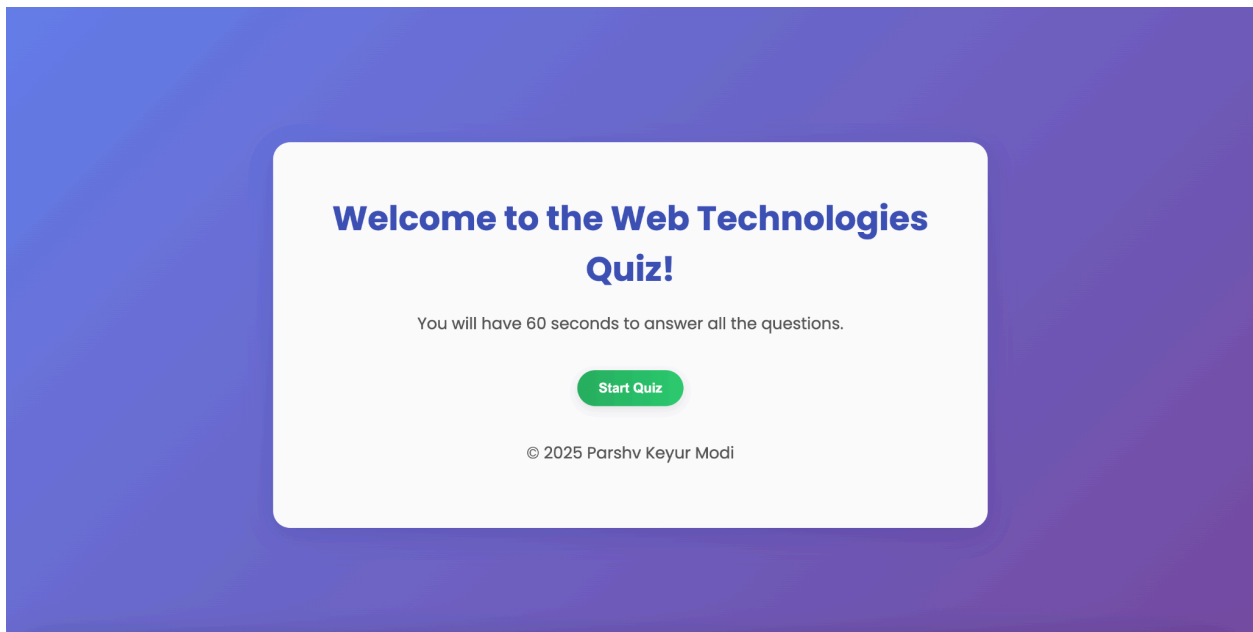 Welcome to the Web Technologies
Quiz!
You will have 60 seconds to answer all the questions.
Start Quiz
© 2025 Parshv Keyur Modi